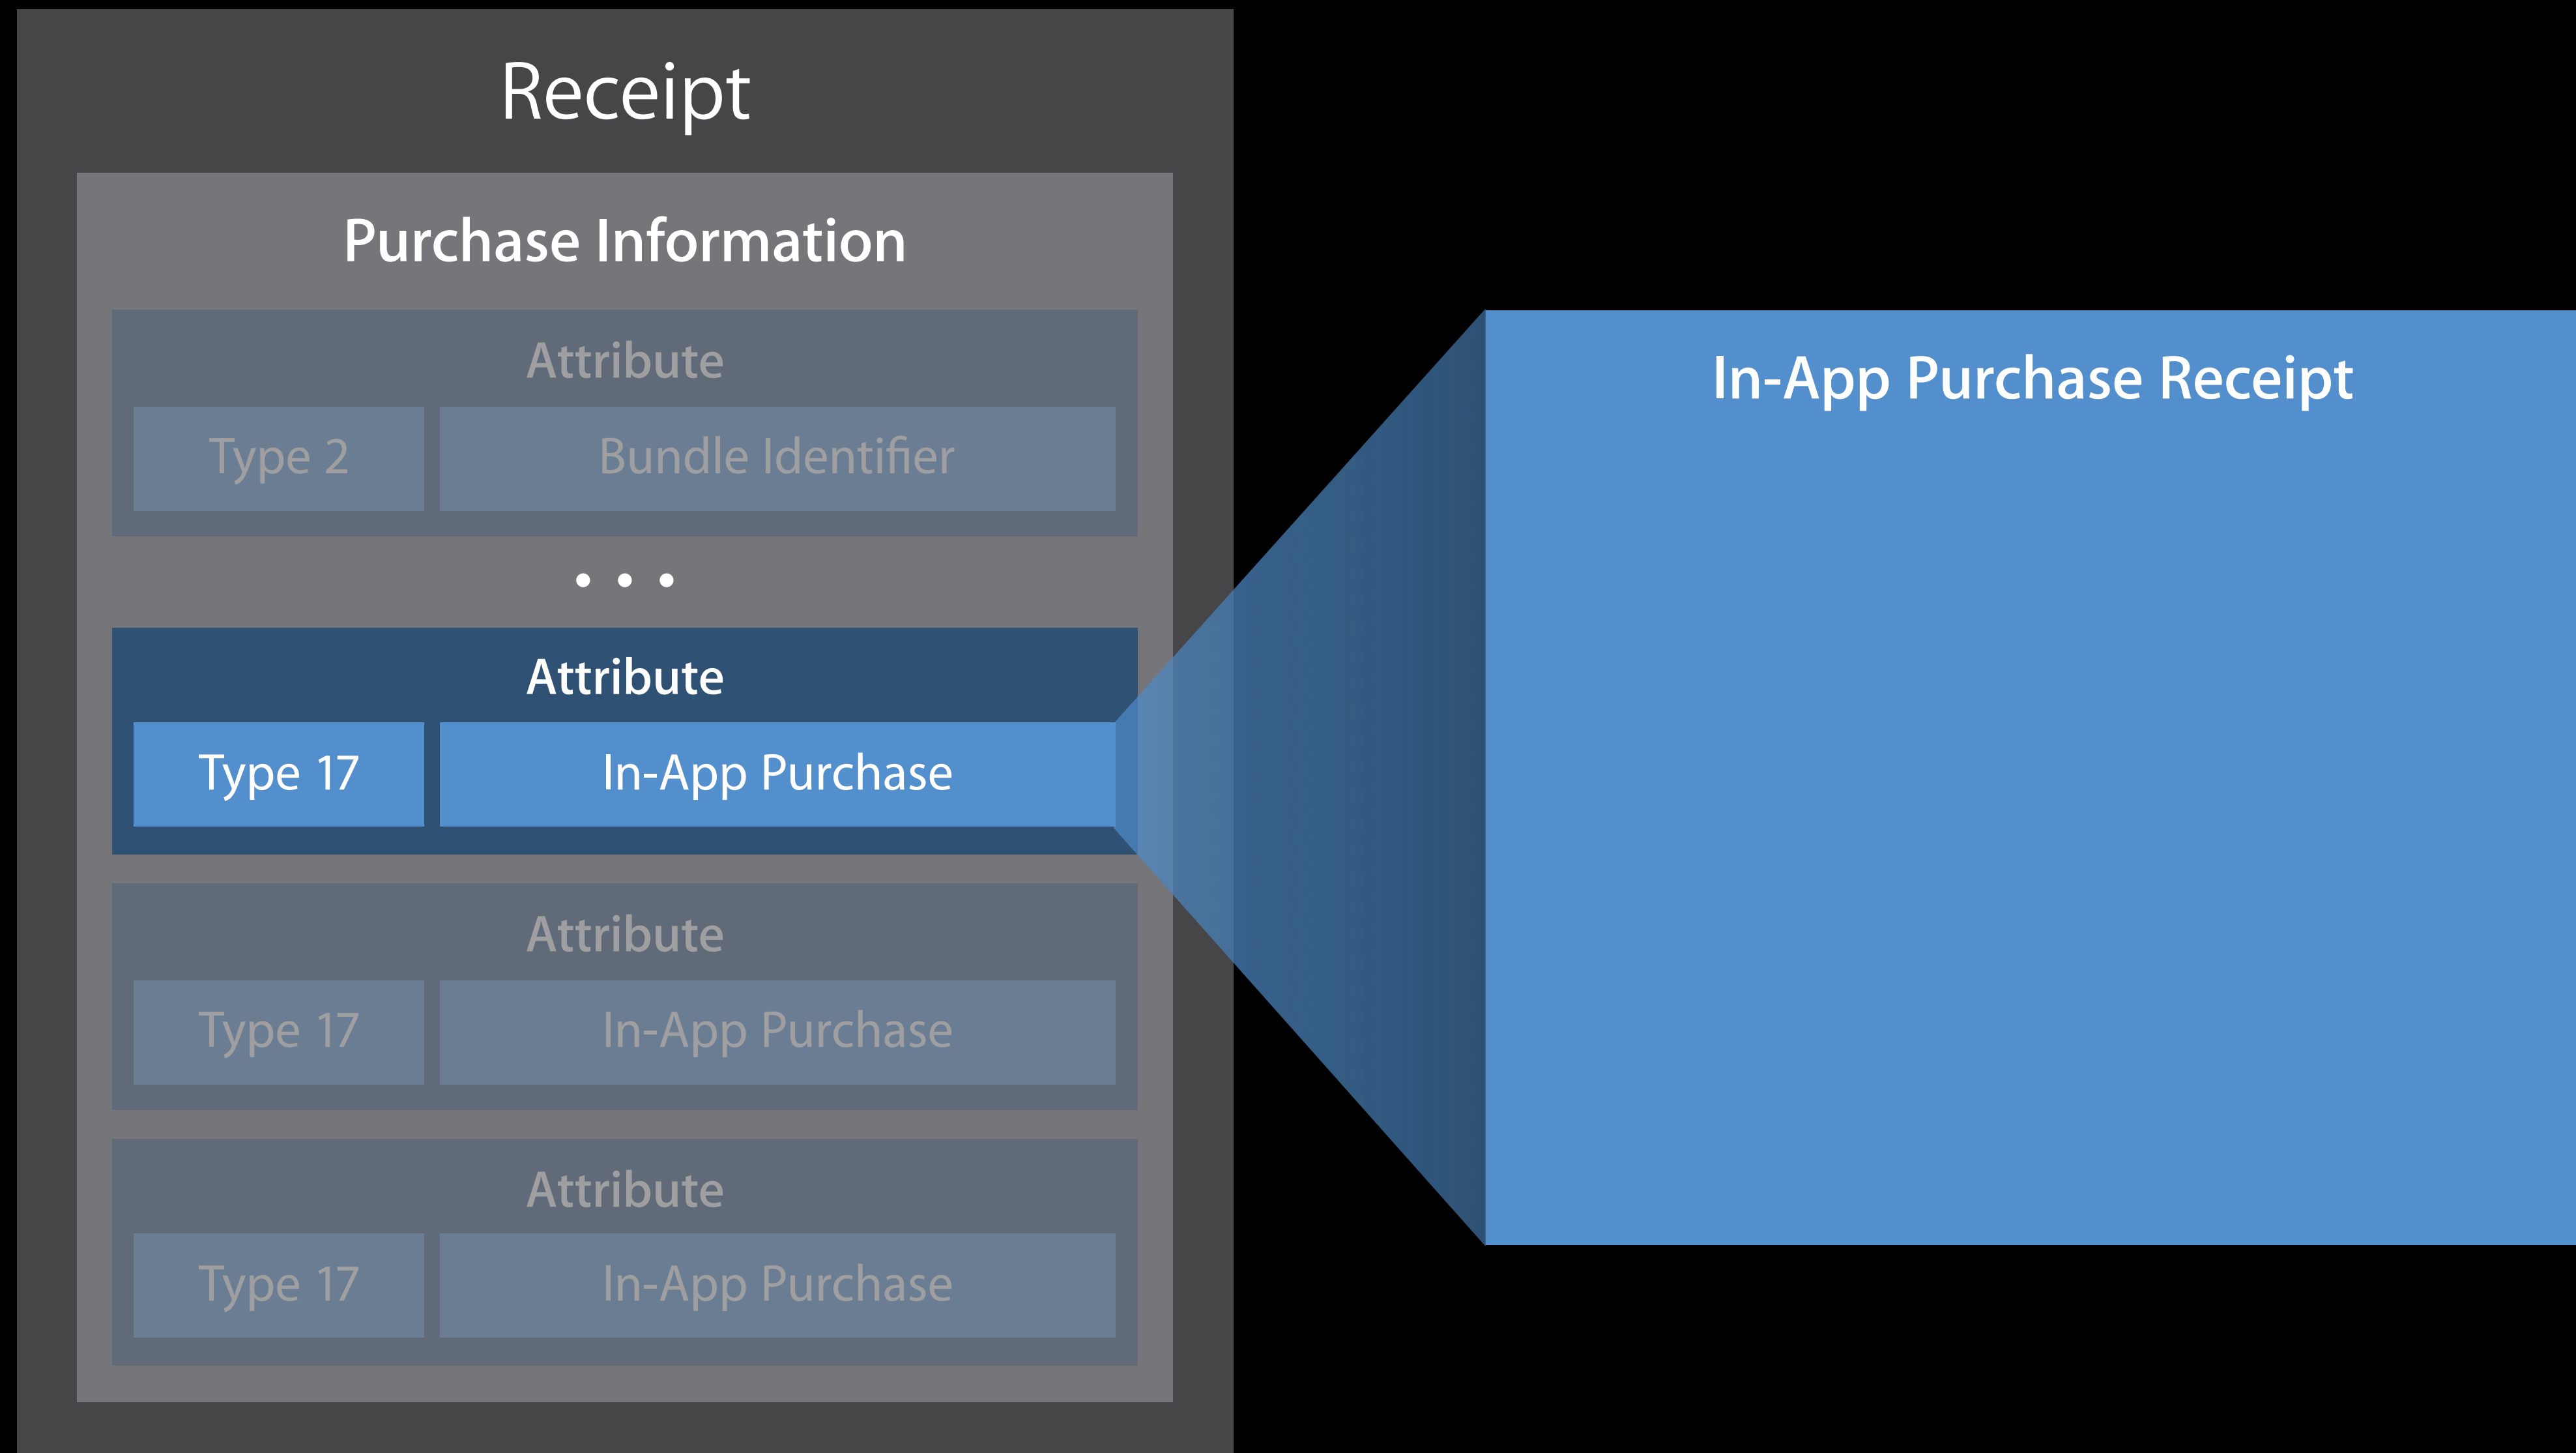 Receipt
Purchase Information
Attribute
Type 2 Bundle Identifier
• • •
Attribute
Type 17 In-App Purchase
Attribute
Type 17 In-App Purchase
Attribute
Type 17 In-App Purchase
In-App Purchase Receipt